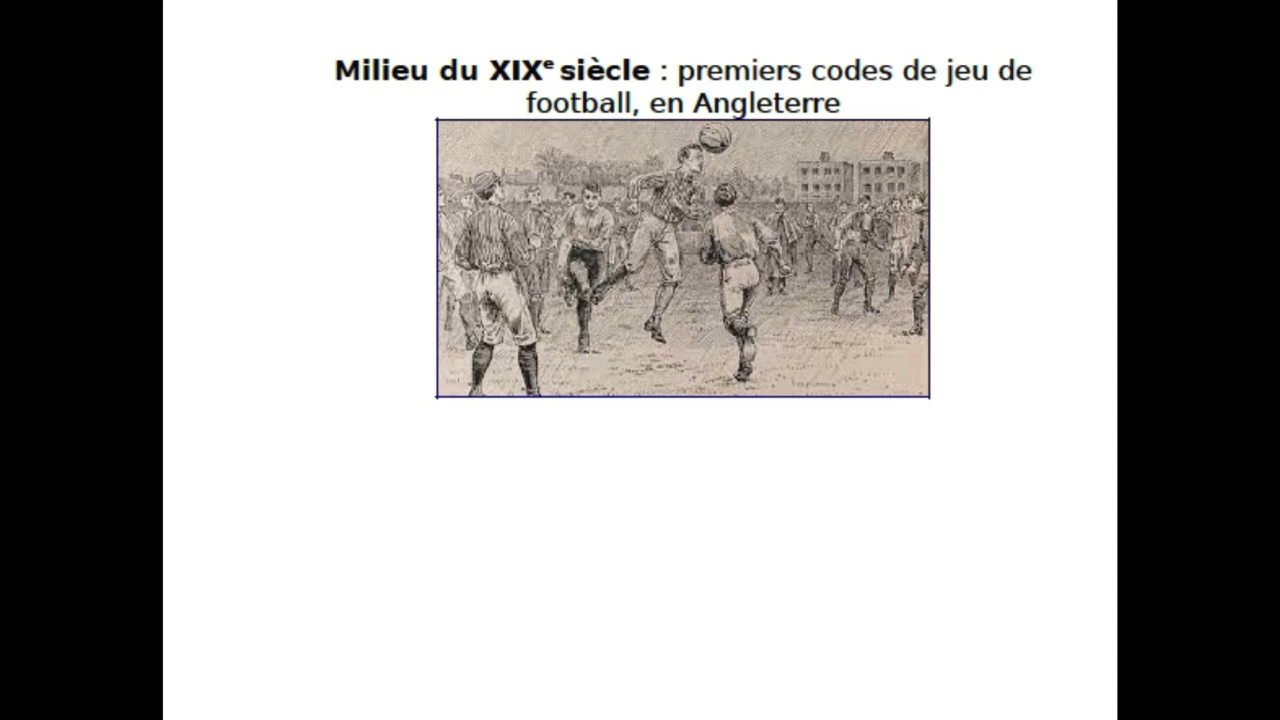 Milieu du XIXᵉ siècle : premiers codes de jeu de
football, en Angleterre